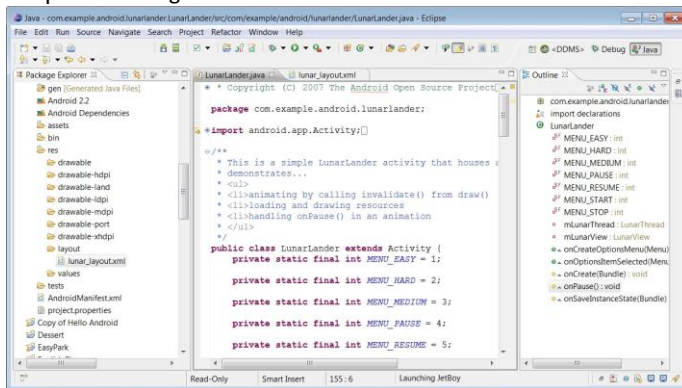 Java - com.example.android.lunarlander.LunarLander/src/com/example/android/lunarlander/LunarLander.java - Eclipse
File Edit Run Source Navigate Search Project Refactor Window Help
<DDMS> Debug Java
Package Explorer
gen [Generated Java Files]
Android 2.2
Android Dependencies
assets
bin
res
drawable
drawable-hdpi
drawable-land
drawable-ldpi
drawable-mdpi
drawable-port
drawable-xhdpi
layout
lunar_layout.xml
values
tests
AndroidManifest.xml
project.properties
Copy of Hello Android
Dessert
EasyPark
LunarLander.java lunar_layout.xml
* Copyright (C) 2007 The Android Open Source Project
package com.example.android.lunarlander;
import android.app.Activity;
/**
* This is a simple LunarLander activity that houses a
* demonstrates...
* <ul>
* <li>animating by calling invalidate() from draw()
* <li>loading and drawing resources
* <li>handling onPause() in an animation
* </ul>
*/
public class LunarLander extends Activity {
private static final int MENU_EASY = 1;
private static final int MENU_HARD = 2;
private static final int MENU_MEDIUM = 3;
private static final int MENU_PAUSE = 4;
private static final int MENU_RESUME = 5;
Outline
com.example.android.lunarlander
import declarations
LunarLander
MENU_EASY : int
MENU_HARD : int
MENU_MEDIUM : int
MENU_PAUSE : int
MENU_RESUME : int
MENU_START : int
MENU_STOP : int
mLunarThread : LunarThread
mLunarView : LunarView
onCreateOptionsMenu(Menu)
onOptionsItemSelected(Menu
onCreate(Bundle) : void
onPause() : void
onSaveInstanceState(Bundle)
Read-Only Smart Insert 155 : 6 Launching JetBoy